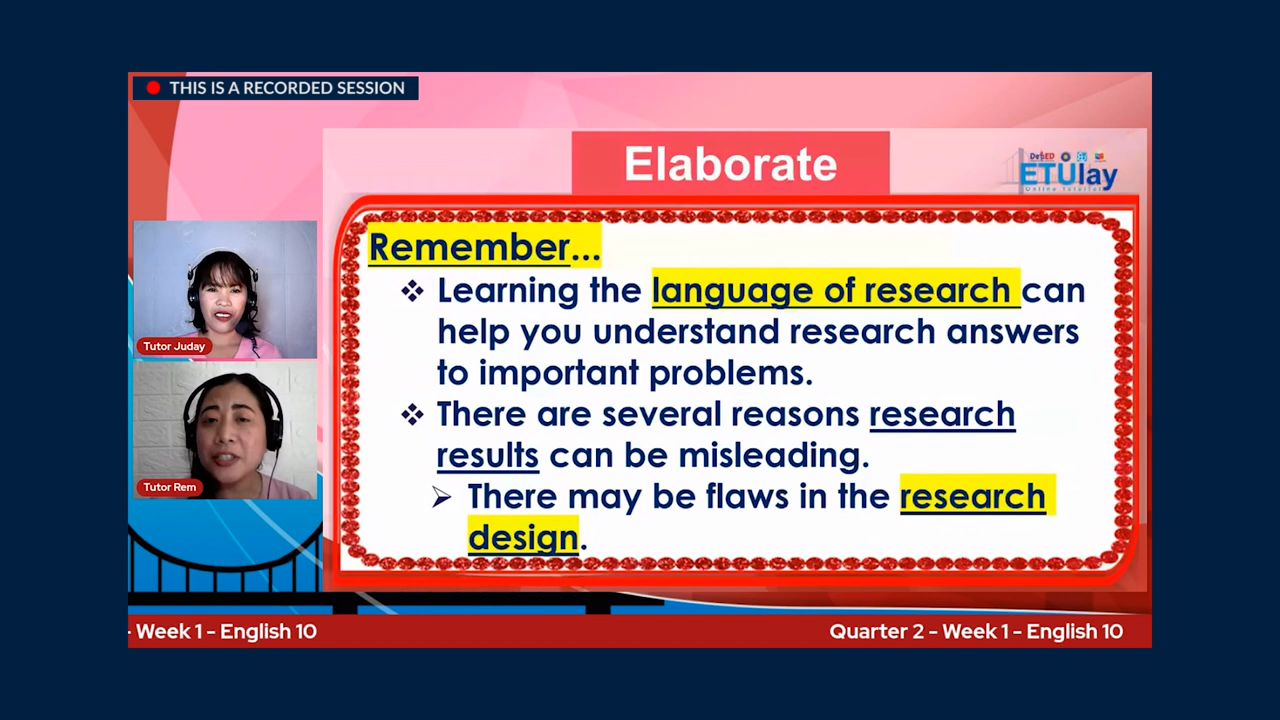 THIS IS A RECORDED SESSION
Elaborate
DepED
ETUlay
Online Tutorial
Remember...
❖ Learning the language of research can
help you understand research answers
to important problems.
❖ There are several reasons research
results can be misleading.
➢ There may be flaws in the research
design.
Tutor Juday
Tutor Rem
- Week 1 - English 10
Quarter 2 - Week 1 - English 10